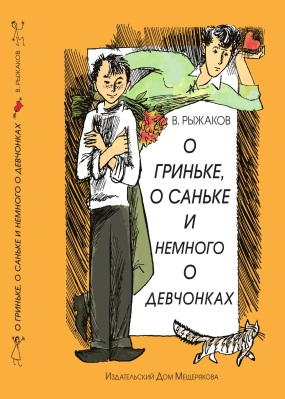 В. РЫЖАКОВ
О ГРИНЬКЕ, О САНЬКЕ И НЕМНОГО О ДЕВЧОНКАХ
В. РЫЖАКОВ
О
ГРИНЬКЕ,
О САНЬКЕ
И
НЕМНОГО
О
ДЕВЧОНКАХ
ИЗДАТЕЛЬСКИЙ ДОМ МЕЩЕРЯКОВА